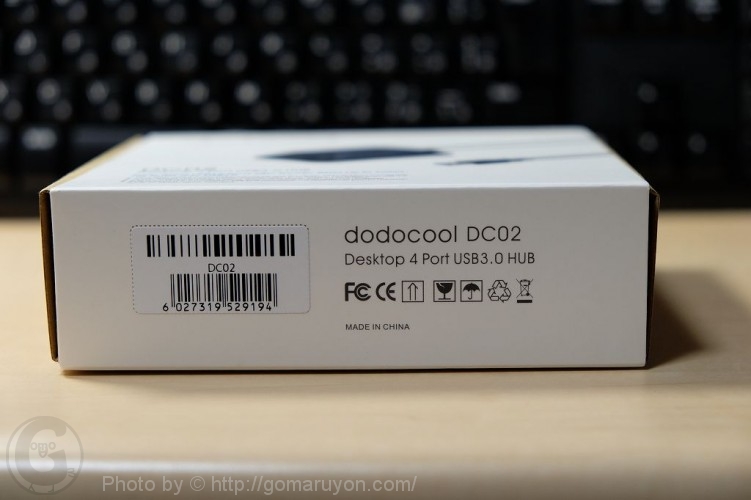 DC02
6 027319 529194
dodocool DC02
Desktop 4 Port USB3.0 HUB
FC CE
MADE IN CHINA
Photo by © http://gomaruyon.com/